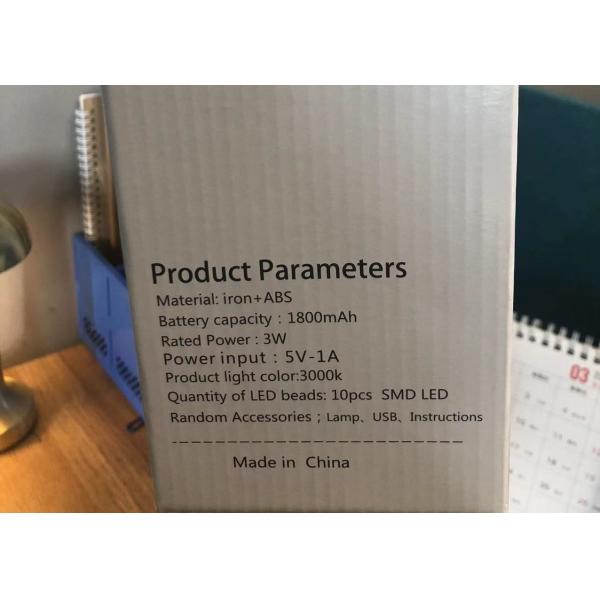 Product Parameters
Material: iron+ABS
Battery capacity : 1800mAh
Rated Power : 3W
Power input : 5V-1A
Product light color:3000k
Quantity of LED beads: 10pcs SMD LED
Random Accessories ; Lamp、USB、Instructions
Made in China
03